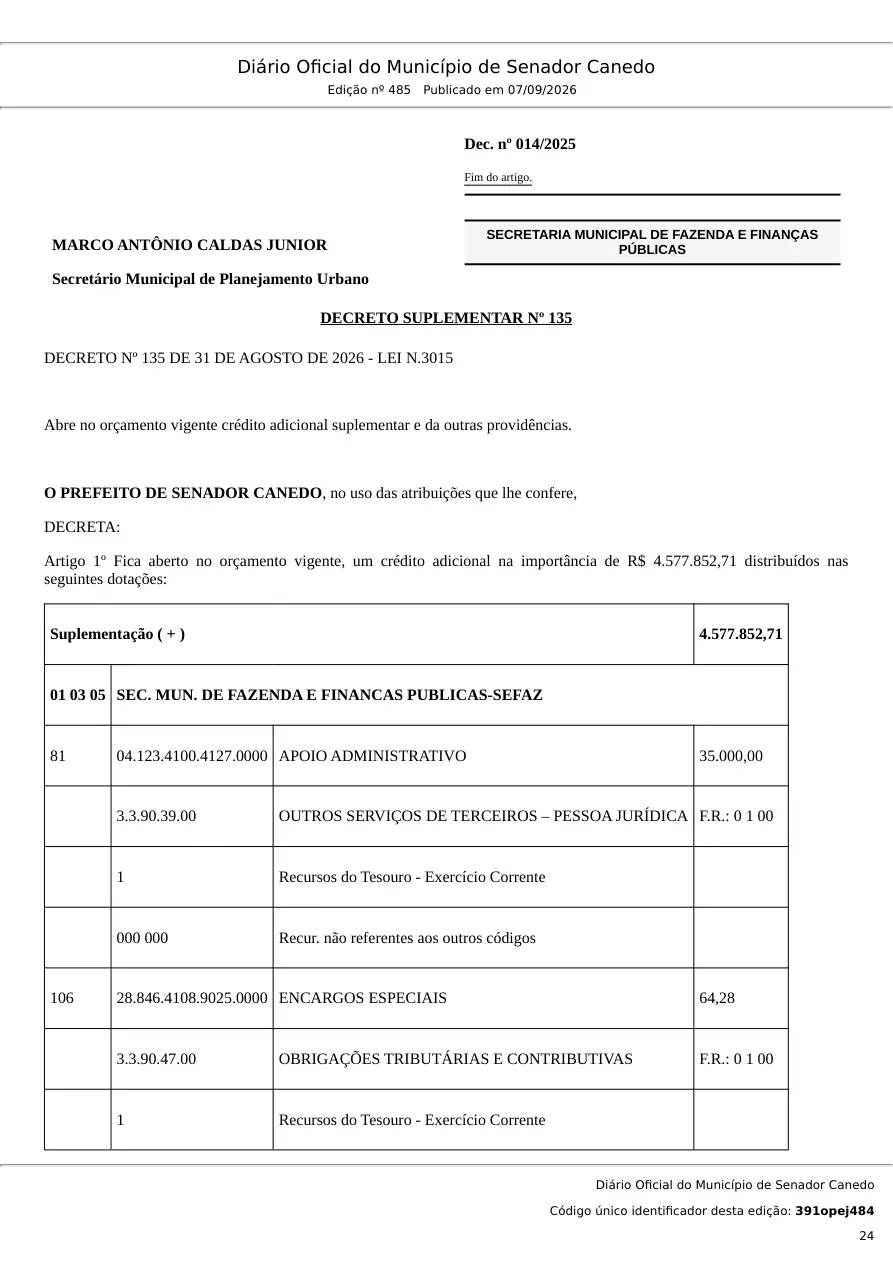 Diário Oficial do Município de Senador Canedo
Edição nº 485 Publicado em 07/09/2026
MARCO ANTÔNIO CALDAS JUNIOR
Secretário Municipal de Planejamento Urbano
Dec. nº 014/2025
Fim do artigo.
SECRETARIA MUNICIPAL DE FAZENDA E FINANÇAS
PÚBLICAS
DECRETO SUPLEMENTAR Nº 135
DECRETO Nº 135 DE 31 DE AGOSTO DE 2026 - LEI N.3015
Abre no orçamento vigente crédito adicional suplementar e da outras providências.
O PREFEITO DE SENADOR CANEDO, no uso das atribuições que lhe confere,
DECRETA:
Artigo 1º Fica aberto no orçamento vigente, um crédito adicional na importância de R$ 4.577.852,71 distribuídos nas
seguintes dotações:
Suplementação ( + ) 4.577.852,71
01 03 05 SEC. MUN. DE FAZENDA E FINANCAS PUBLICAS-SEFAZ
81 04.123.4100.4127.0000 APOIO ADMINISTRATIVO 35.000,00
3.3.90.39.00 OUTROS SERVIÇOS DE TERCEIROS – PESSOA JURÍDICA F.R.: 0 1 00
1 Recursos do Tesouro - Exercício Corrente
000 000 Recur. não referentes aos outros códigos
106 28.846.4108.9025.0000 ENCARGOS ESPECIAIS 64,28
3.3.90.47.00 OBRIGAÇÕES TRIBUTÁRIAS E CONTRIBUTIVAS F.R.: 0 1 00
1 Recursos do Tesouro - Exercício Corrente
Diário Oficial do Município de Senador Canedo
Código único identificador desta edição: 391opej484
24